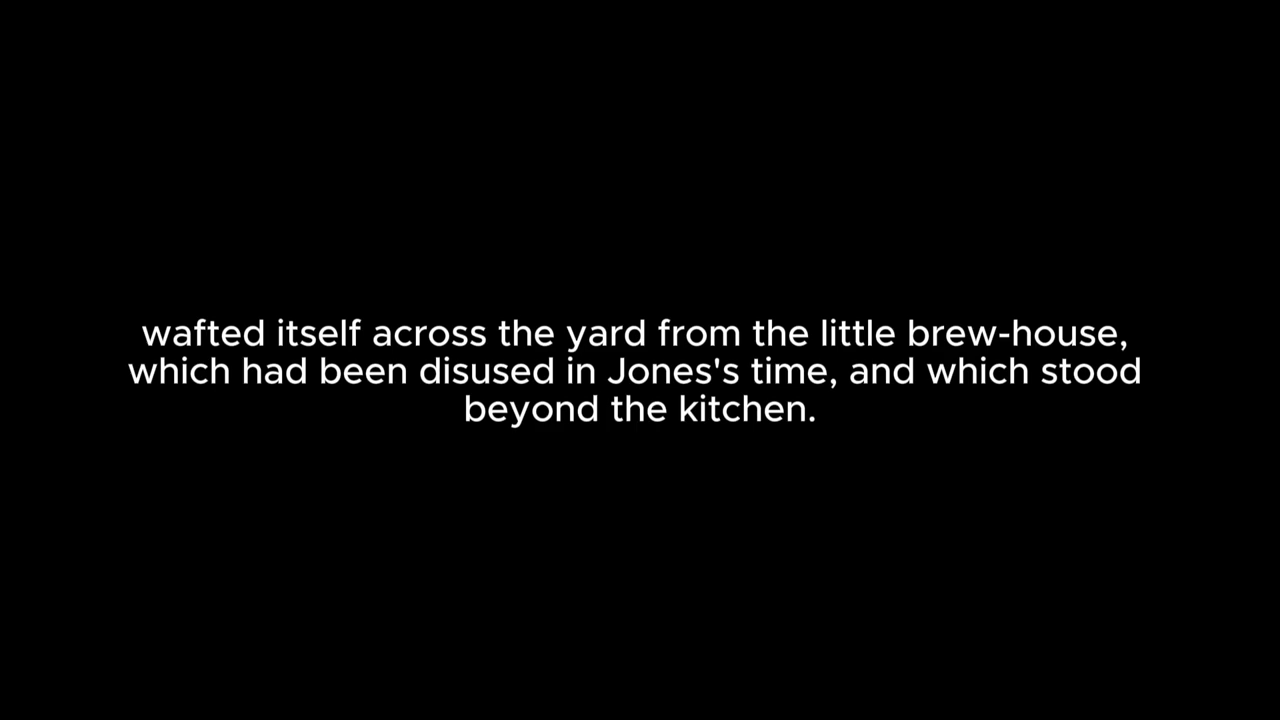 wafted itself across the yard from the little brew-house,
which had been disused in Jones's time, and which stood
beyond the kitchen.